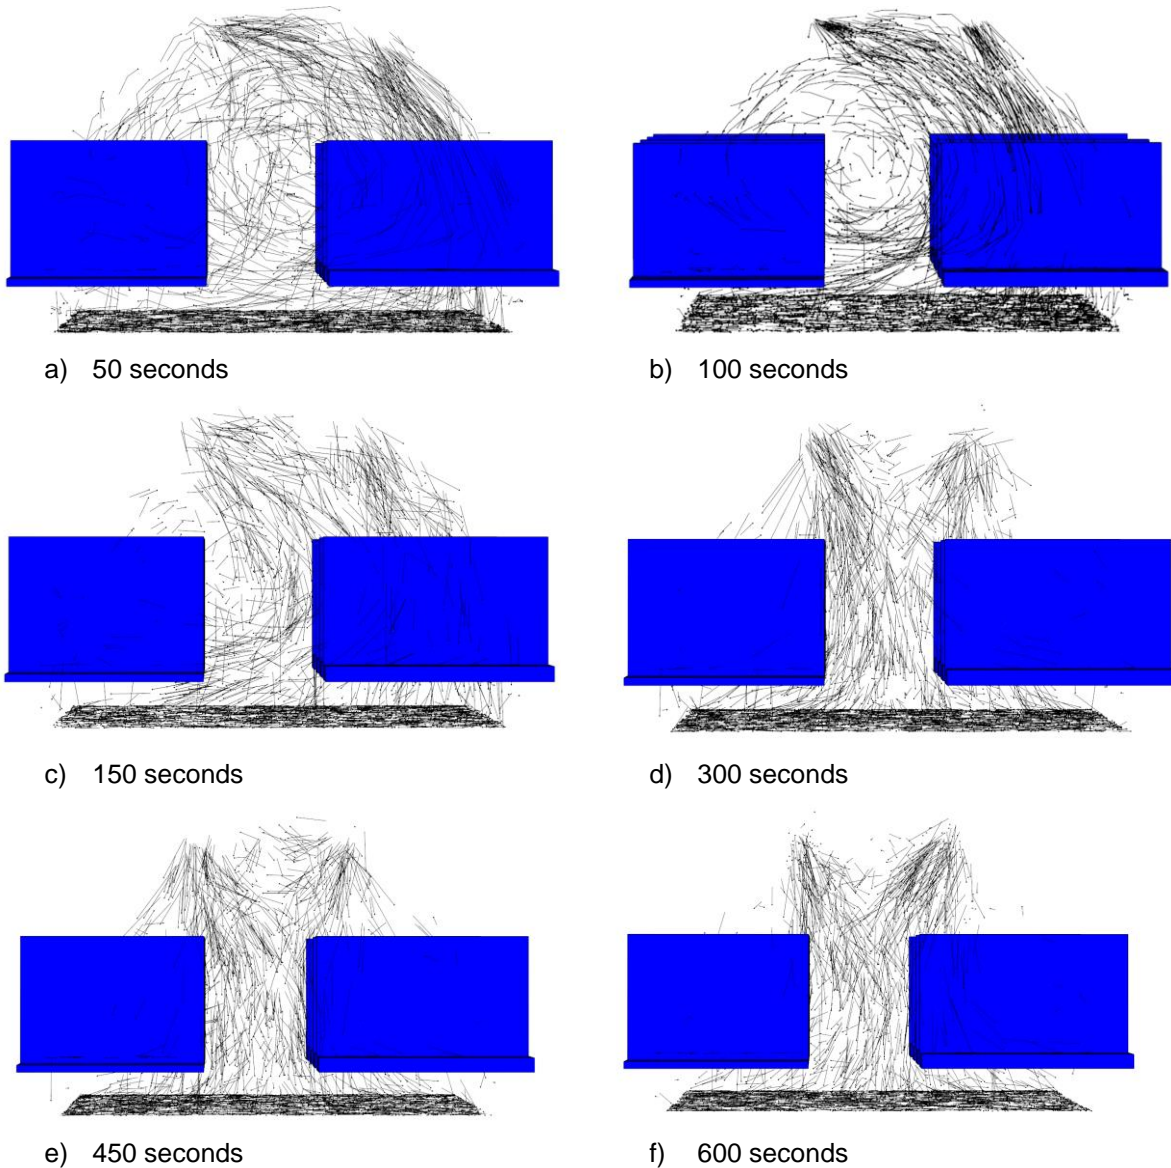 a) 50 seconds
b) 100 seconds
c) 150 seconds
d) 300 seconds
e) 450 seconds
f) 600 seconds